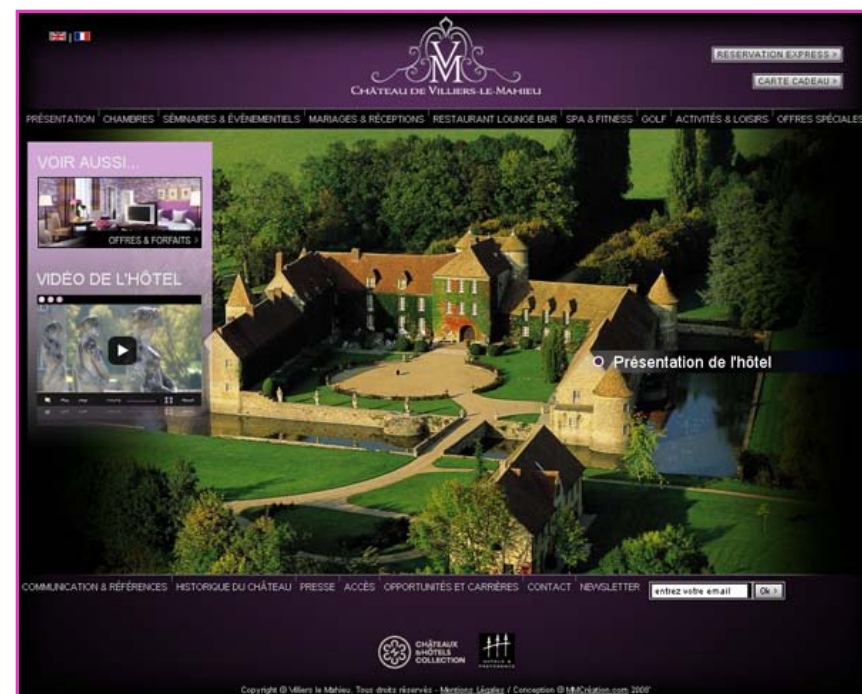 RESERVATION EXPRESS >
VM
CHÂTEAU DE VILLIERS-LE-MAHIEU
CARTE CADEAU >
PRÉSENTATION CHAMBRES SÉMINAIRES & ÉVÉNEMENTIELS MARIAGES & RÉCEPTIONS RESTAURANT LOUNGE BAR SPA & FITNESS GOLF ACTIVITÉS & LOISIRS OFFRES SPÉCIALES
VOIR AUSSI...
OFFRES & FORFAITS >
VIDÉO DE L'HÔTEL
Présentation de l'hôtel
COMMUNICATION & RÉFÉRENCES HISTORIQUE DU CHÂTEAU PRESSE ACCÈS OPPORTUNITÉS ET CARRIÈRES CONTACT NEWSLETTER entrez votre email Ok >
CHÂTEAUX
&HÔTELS
COLLECTION
HOTELS &
PREFERENCE
Copyright © Villiers le Mahieu. Tous droits réservés - Mentions Légales / Conception © MMCréation.com 2008'